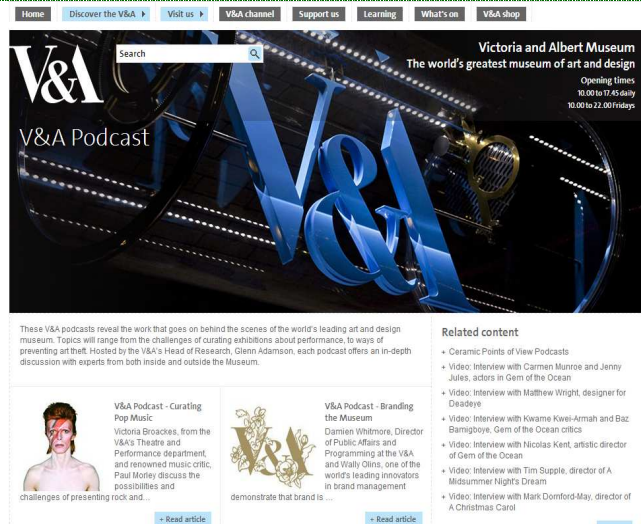 Home
Discover the V&A
Visit us
V&A channel
Support us
Learning
What's on
V&A shop
V&A
Search
Victoria and Albert Museum
The world's greatest museum of art and design
Opening times
10.00 to 17.45 daily
10.00 to 22.00 Fridays
V&A Podcast
V&A
These V&A podcasts reveal the work that goes on behind the scenes of the world's leading art and design
museum. Topics will range from the challenges of curating exhibitions about performance, to ways of
preventing art theft. Hosted by the V&A's Head of Research, Glenn Adamson, each podcast offers an in-depth
discussion with experts from both inside and outside the Museum.
V&A Podcast - Curating
Pop Music
Victoria Broackes, from the
V&A's Theatre and
Performance department,
and renowned music critic,
Paul Morley discuss the
possibilities and
challenges of presenting rock and...
+ Read article
V&A
V&A Podcast - Branding
the Museum
Damien Whitmore, Director
of Public Affairs and
Programming at the V&A
and Wally Olins, one of the
world's leading innovators
in brand management
demonstrate that brand is ...
+ Read article
Related content
+ Ceramic Points of View Podcasts
+ Video: Interview with Carmen Munroe and Jenny
Jules, actors in Gem of the Ocean
+ Video: Interview with Matthew Wright, designer for
Deadeye
+ Video: Interview with Kwame Kwei-Armah and Baz
Bamigboye, Gem of the Ocean critics
+ Video: Interview with Nicolas Kent, artistic director
of Gem of the Ocean
+ Video: Interview with Tim Supple, director of A
Midsummer Night's Dream
+ Video: Interview with Mark Dornford-May, director of
A Christmas Carol